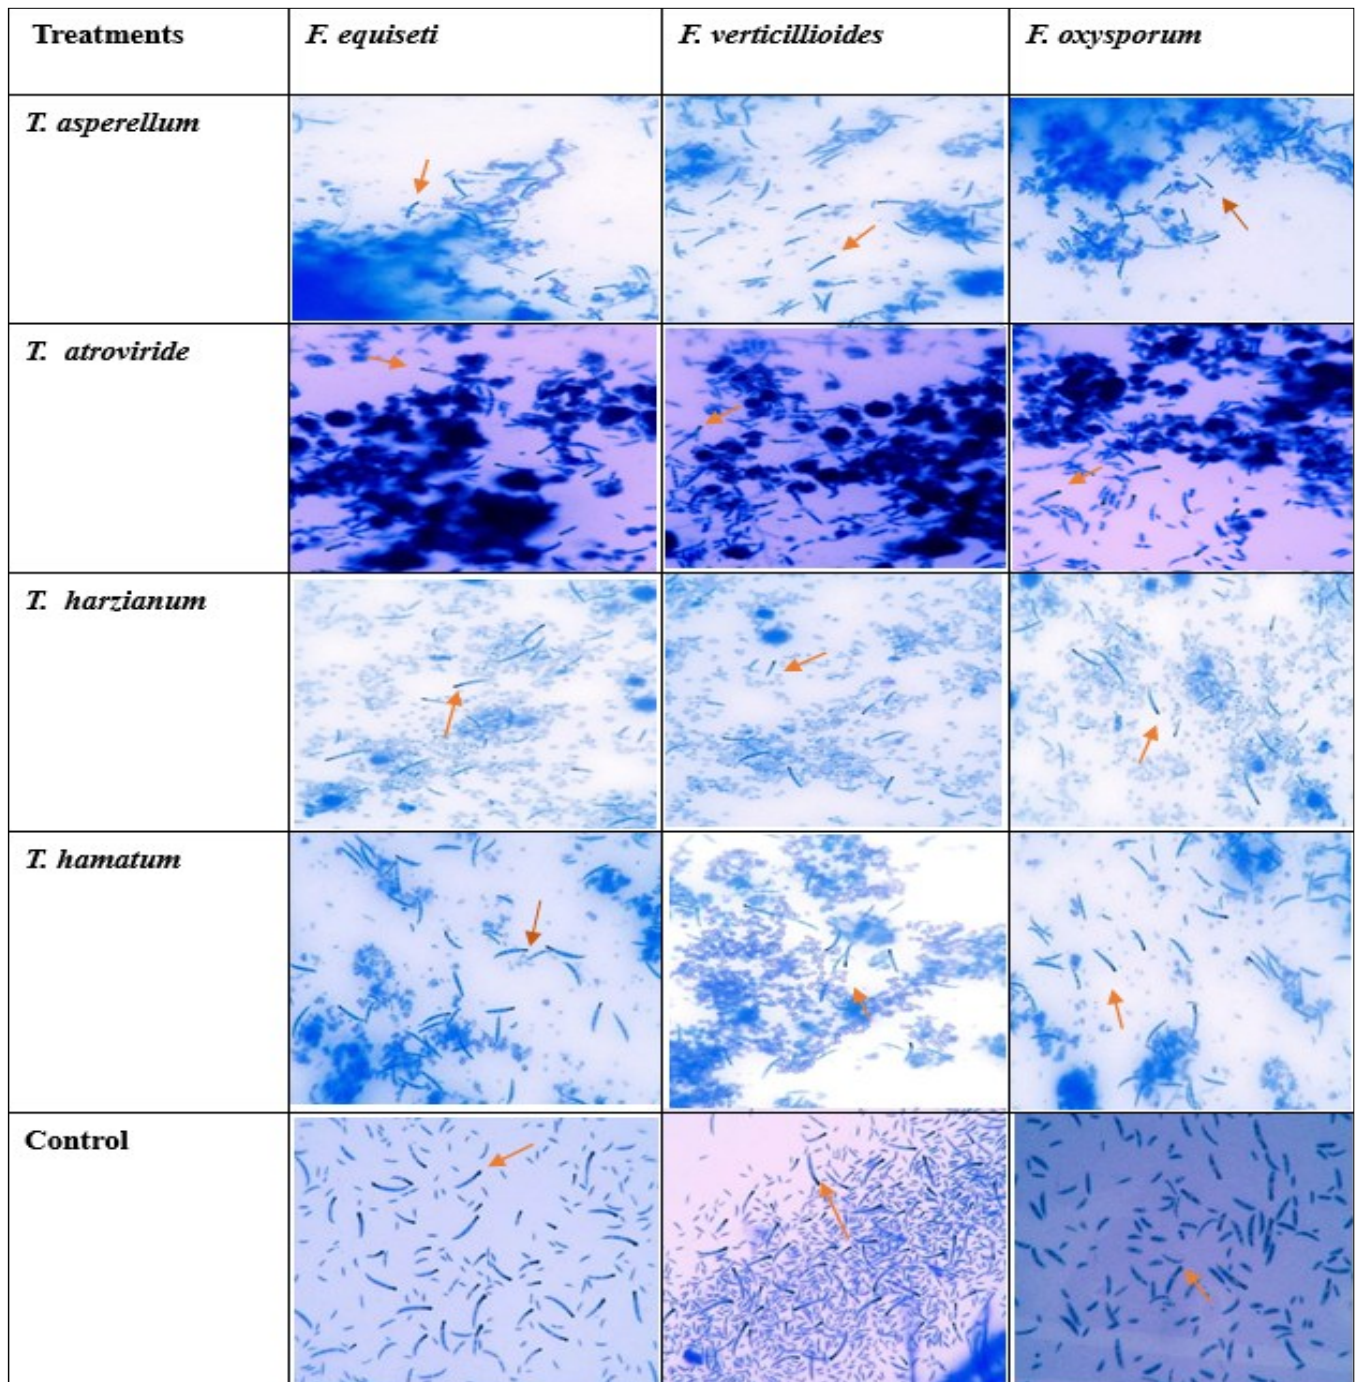 Treatments F. equiseti F. verticillioides F. oxysporum
T. asperellum
T. atroviride
T. harzianum
T. hamatum
Control